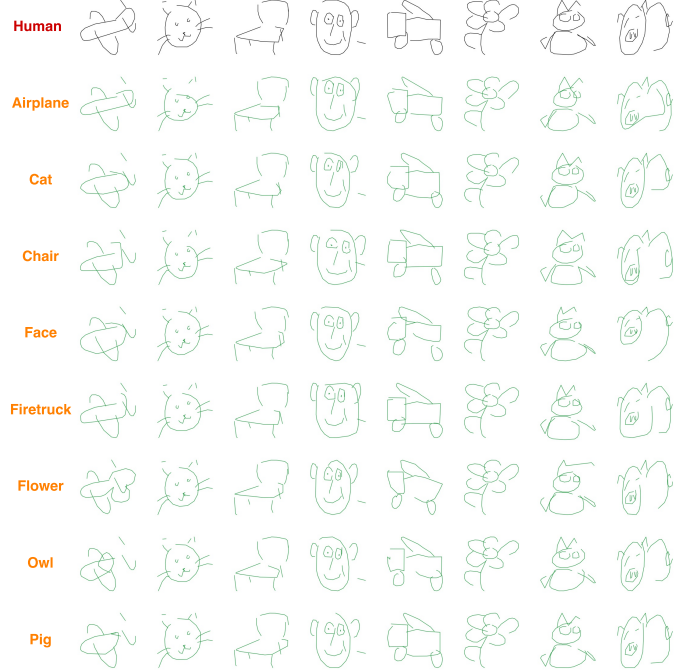 Human
Airplane
Cat
Chair
Face
Firetruck
Flower
Owl
Pig